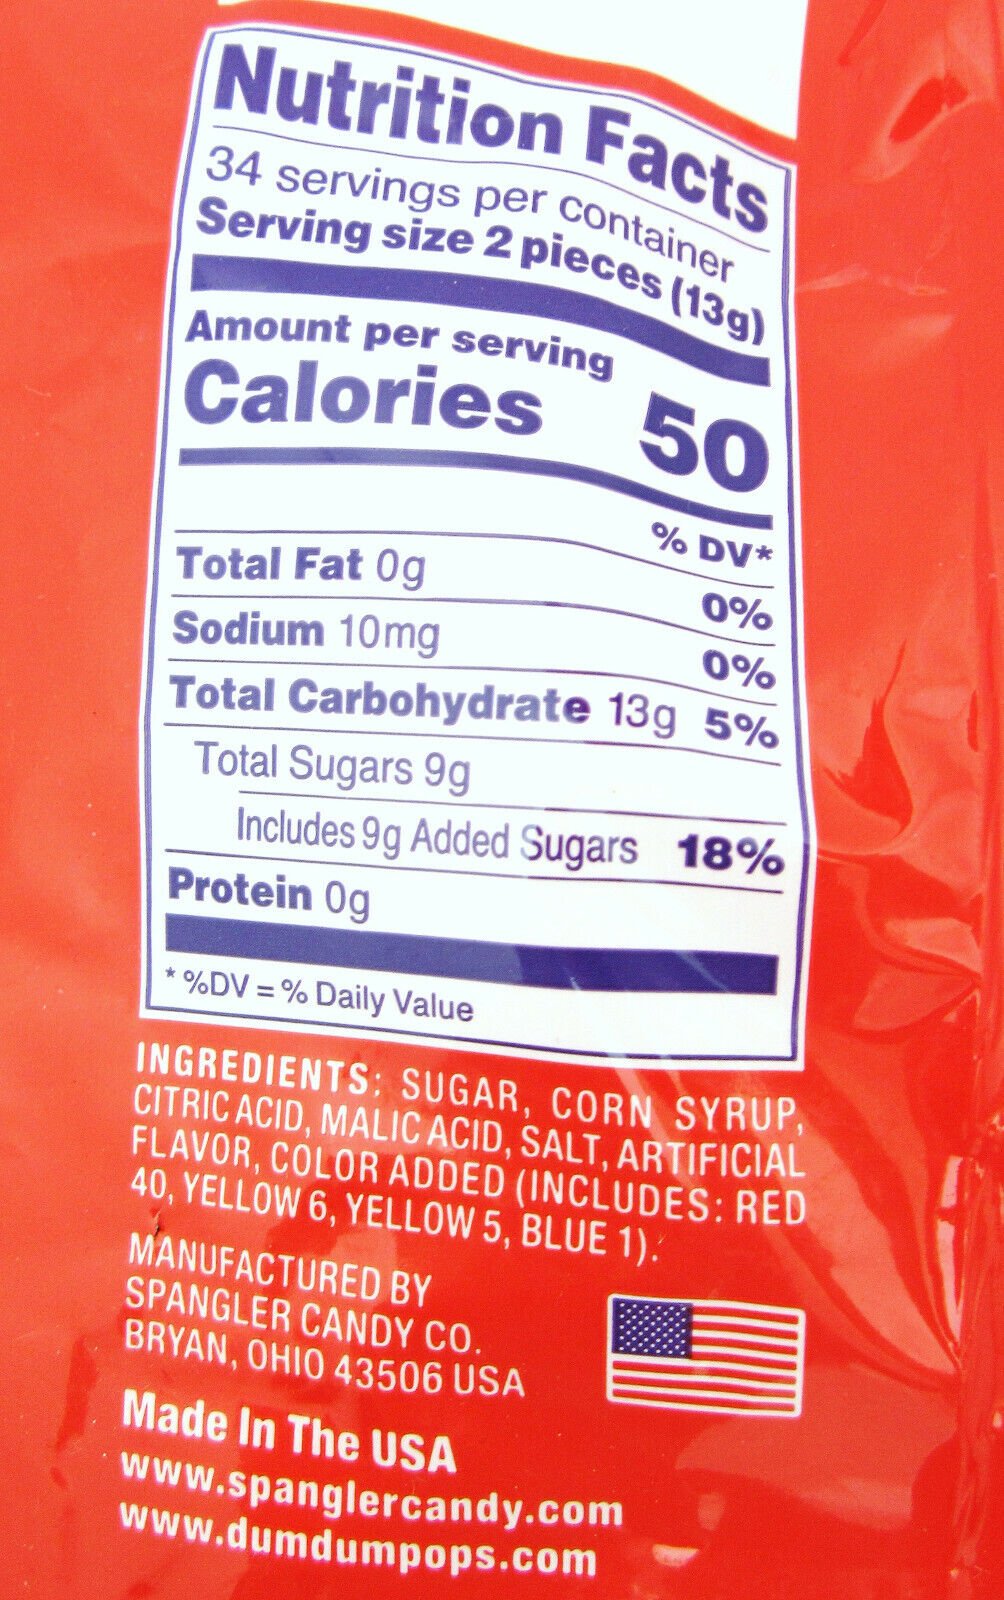 Nutrition Facts
34 servings per container
Serving size 2 pieces (13g)
Amount per serving
Calories 50
% DV*
Total Fat 0g 0%
Sodium 10mg 0%
Total Carbohydrate 13g 5%
Total Sugars 9g
Includes 9g Added Sugars 18%
Protein 0g
* %DV = % Daily Value
INGREDIENTS: SUGAR, CORN SYRUP,
CITRIC ACID, MALIC ACID, SALT, ARTIFICIAL
FLAVOR, COLOR ADDED (INCLUDES: RED
40, YELLOW 6, YELLOW 5, BLUE 1).
MANUFACTURED BY
SPANGLER CANDY CO.
BRYAN, OHIO 43506 USA
Made In The USA
www.spanglercandy.com
www.dumdumpops.com